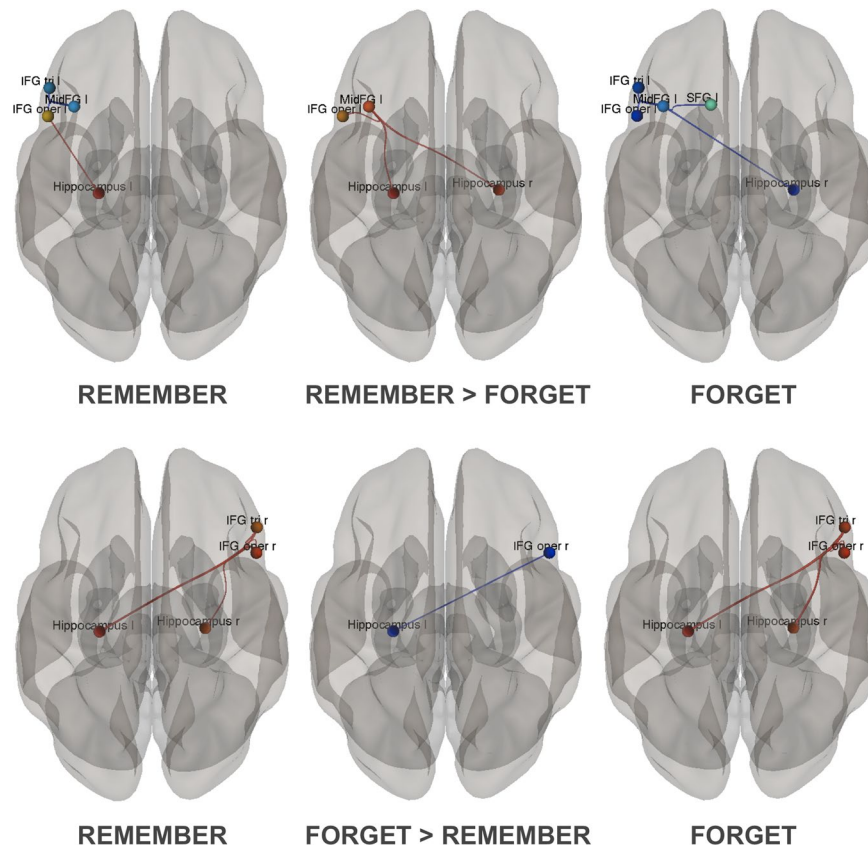 IFG tri l
MidFG l
IFG oper l
Hippocampus l
MidFG l
IFG oper l
Hippocampus l
Hippocampus r
IFG tri l
MidFG l
SFG l
IFG oper l
Hippocampus r
REMEMBER
REMEMBER > FORGET
FORGET
IFG tri r
IFG oper r
Hippocampus l
Hippocampus r
IFG oper r
Hippocampus l
IFG tri r
IFG oper r
Hippocampus l
Hippocampus r
REMEMBER
FORGET > REMEMBER
FORGET